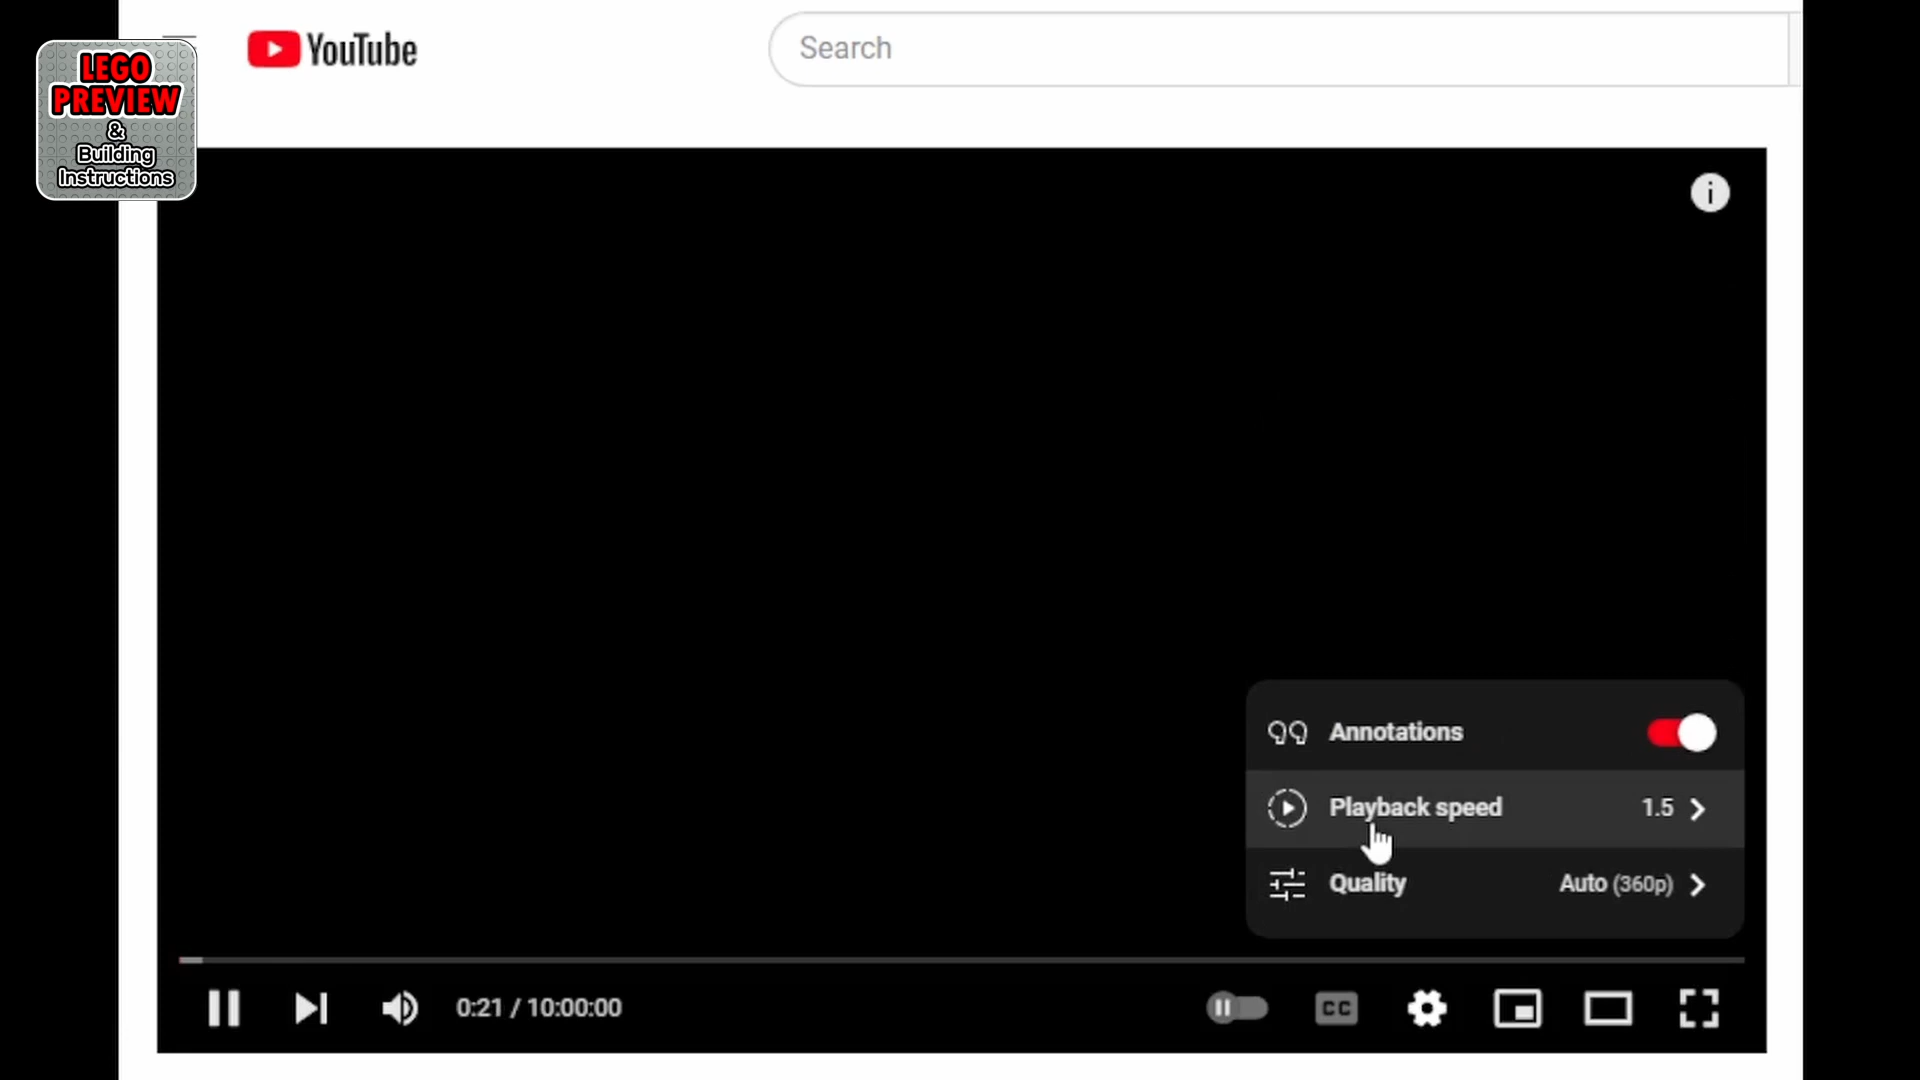 LEGO
PREVIEW
&
Building
Instructions
YouTube
Search
i
Annotations
Playback speed 1.5
Quality Auto (360p)
0:21 / 10:00:00
CC